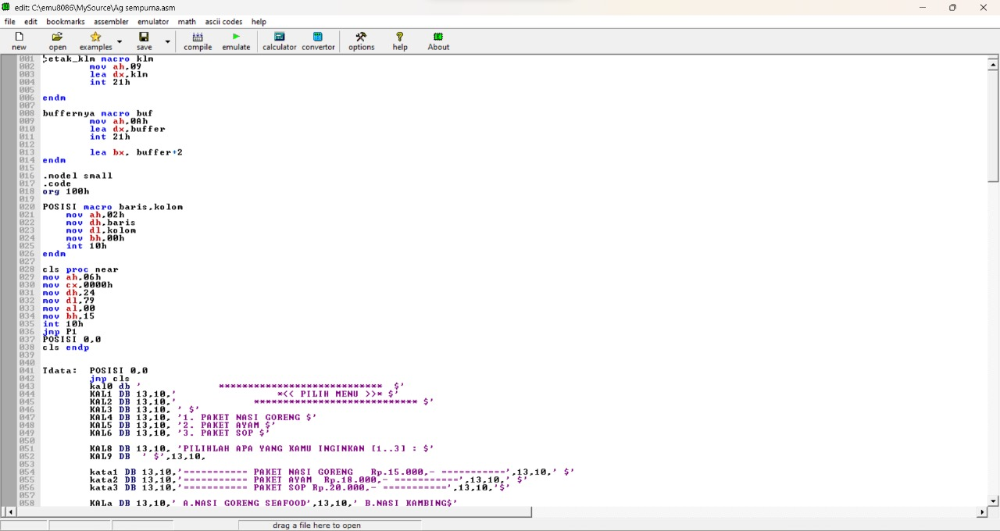 edit: C:\emu8086\MySource\Ag sempurna.asm
file edit bookmarks assembler emulator math ascii codes help
new open examples save compile emulate calculator convertor options help About
001 cetak_klm macro klm
002 mov ah,09
003 lea dx,klm
004 int 21h
005
006 endm
007
008 buffernya macro buf
009 mov ah,0Ah
010 lea dx,buffer
011 int 21h
012
013 lea bx, buffer+2
014 endm
015
016 .model small
017 .code
018 org 100h
019
020 POSISI macro baris,kolom
021 mov ah,02h
022 mov dh,baris
023 mov dl,kolom
024 mov bh,00h
025 int 10h
026 endm
027
028 cls proc near
029 mov ah,06h
030 mov cx,0000h
031 mov dh,24
032 mov dl,79
033 mov al,00
034 mov bh,15
035 int 10h
036 jmp P1
037 POSISI 0,0
038 cls endp
039
040
041 Tdata: POSISI 0,0
042 jmp cls
043 kal0 db ' **************************** $'
044 KAL1 DB 13,10,' *<< PILIH MENU >>* $'
045 KAL2 DB 13,10,' **************************** $'
046 KAL3 DB 13,10, ' $'
047 KAL4 DB 13,10, '1. PAKET NASI GORENG $'
048 KAL5 DB 13,10, '2. PAKET AYAM $'
049 KAL6 DB 13,10, '3. PAKET SOP $'
050
051 KAL8 DB 13,10, 'PILIHLAH APA YANG KAMU INGINKAN [1..3] : $'
052 KAL9 DB ' $',13,10,
053
054 kata1 DB 13,10,'=========== PAKET NASI GORENG Rp.15.000,- ===========',13,10,' $'
055 kata2 DB 13,10,'=========== PAKET AYAM Rp.18.000,- ===========',13,10,' $'
056 kata3 DB 13,10,'=========== PAKET SOP Rp.20.000,- ===========',13,10,'$'
057
058 KALa DB 13,10,' A.NASI GORENG SEAFOOD',13,10,' B.NASI KAMBING$'
drag a file here to open